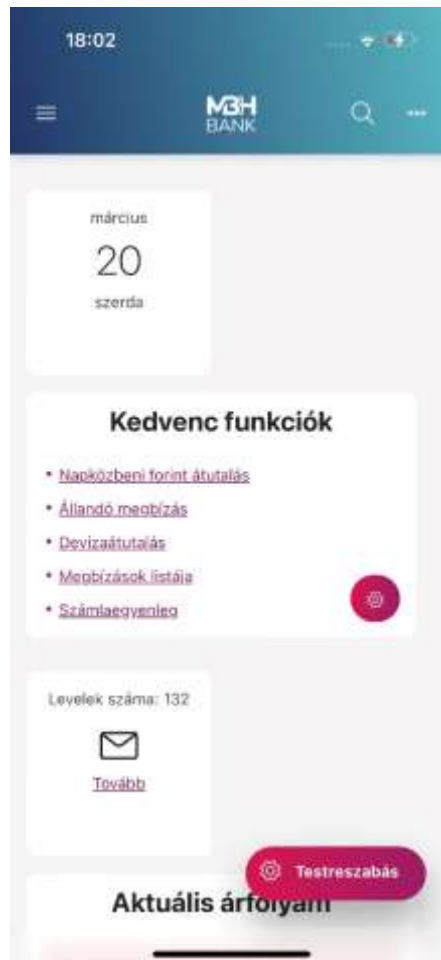 18:02
MBH
BANK
március
20
szerda
Kedvenc funkciók
Napközbeni forint átutalás
Állandó megbízás
Devizaátutalás
Megbízások listája
Számlaegyenleg
Levelek száma: 132
Tovább
Testreszabás
Aktuális árfolyam